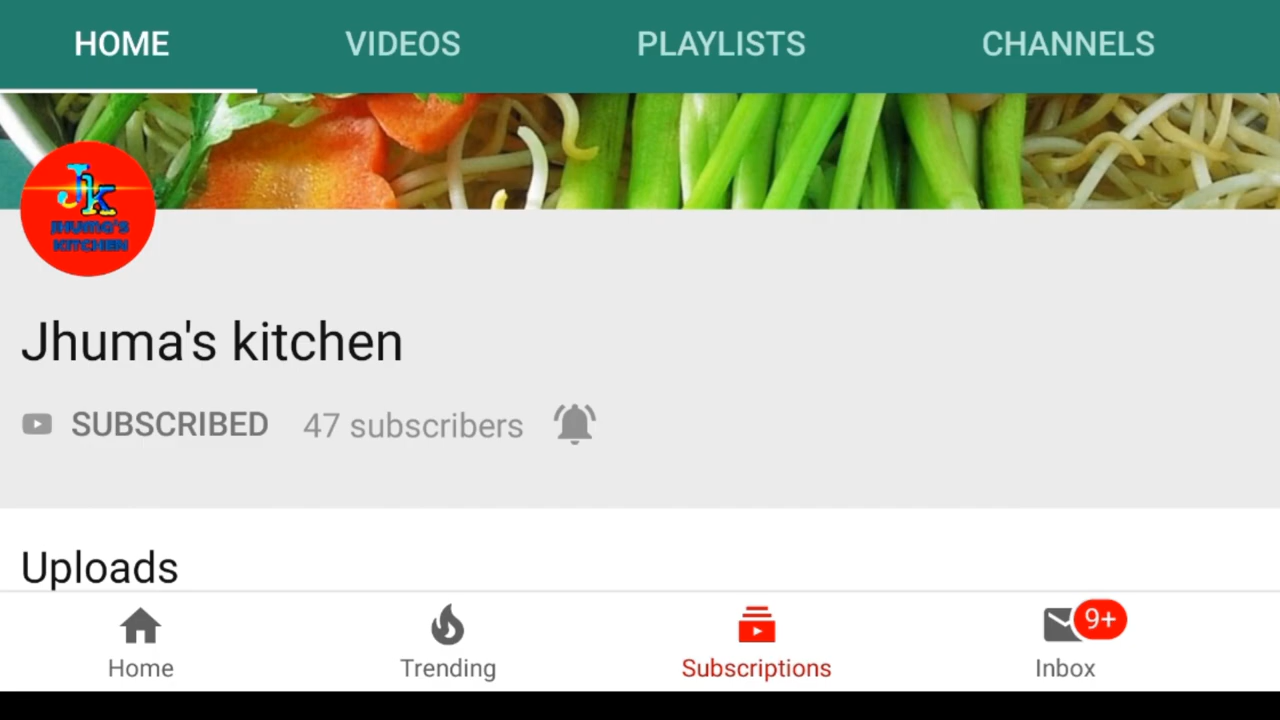 HOME VIDEOS PLAYLISTS CHANNELS
JK
JHUMA'S
KITCHEN
Jhuma's kitchen
SUBSCRIBED 47 subscribers
Uploads
9+
Home Trending Subscriptions Inbox